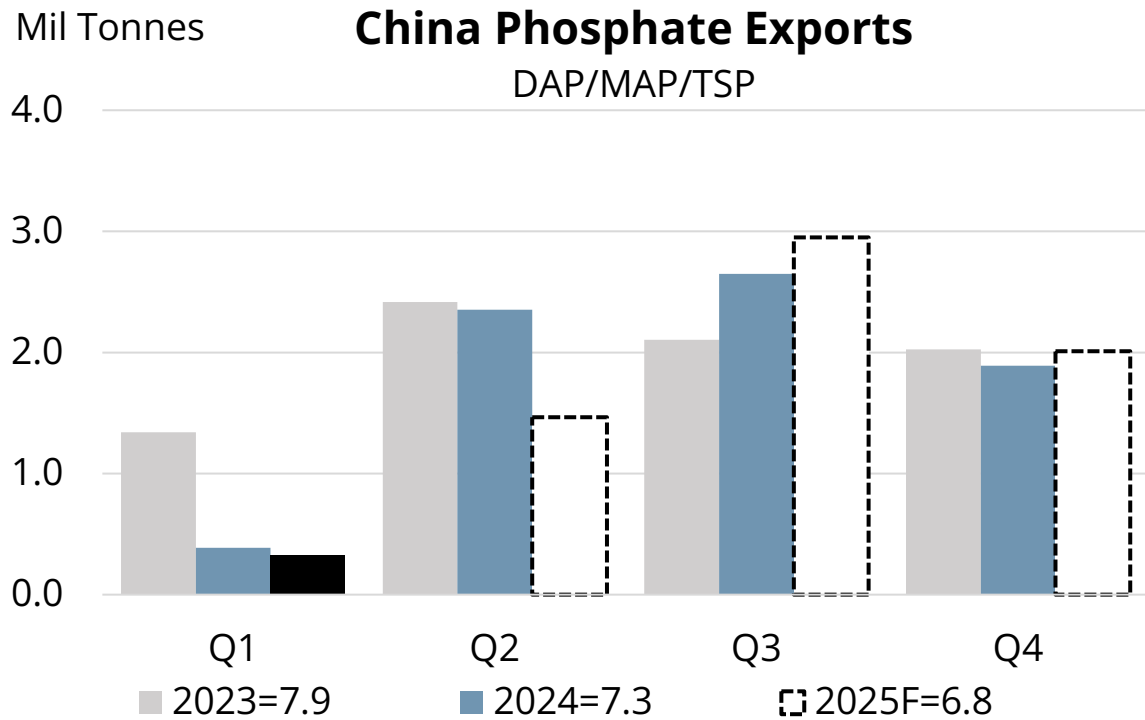 Mil Tonnes
China Phosphate Exports
DAP/MAP/TSP
4.0
3.0
2.0
1.0
0.0
Q1 Q2 Q3 Q4
2023=7.9 2024=7.3 2025F=6.8